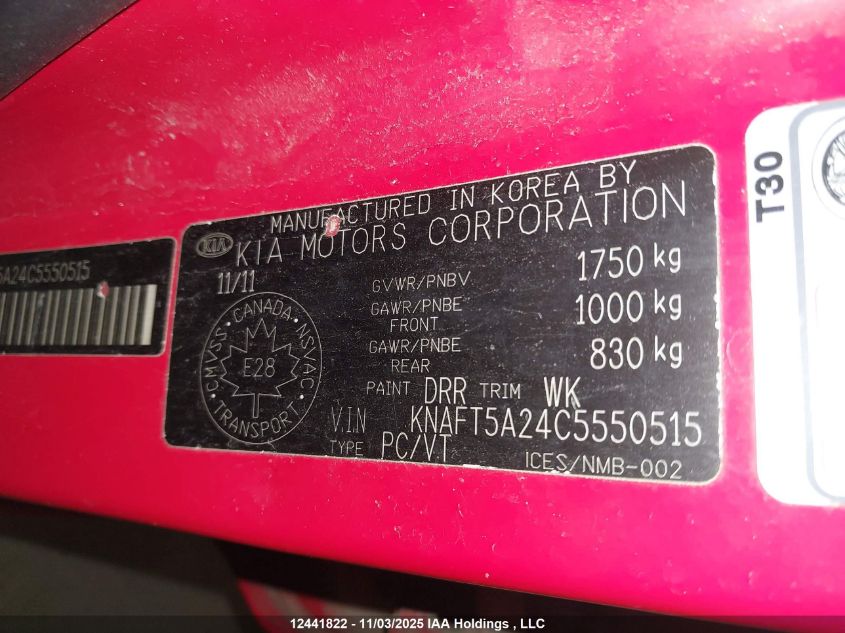 MANUFACTURED IN KOREA BY
KIA KIA MOTORS CORPORATION
11/11 GVWR/PNBV 1750 kg
GAWR/PNBE FRONT 1000 kg
GAWR/PNBE REAR 830 kg
PAINT DRR TRIM WK
V.I.N KNAFT5A24C5550515
TYPE PC/VT
ICES/NMB-002
CANADA
CMVSS NSVAC
E28
TRANSPORT
5A24C5550515
T30
12441822 - 11/03/2025 IAA Holdings , LLC